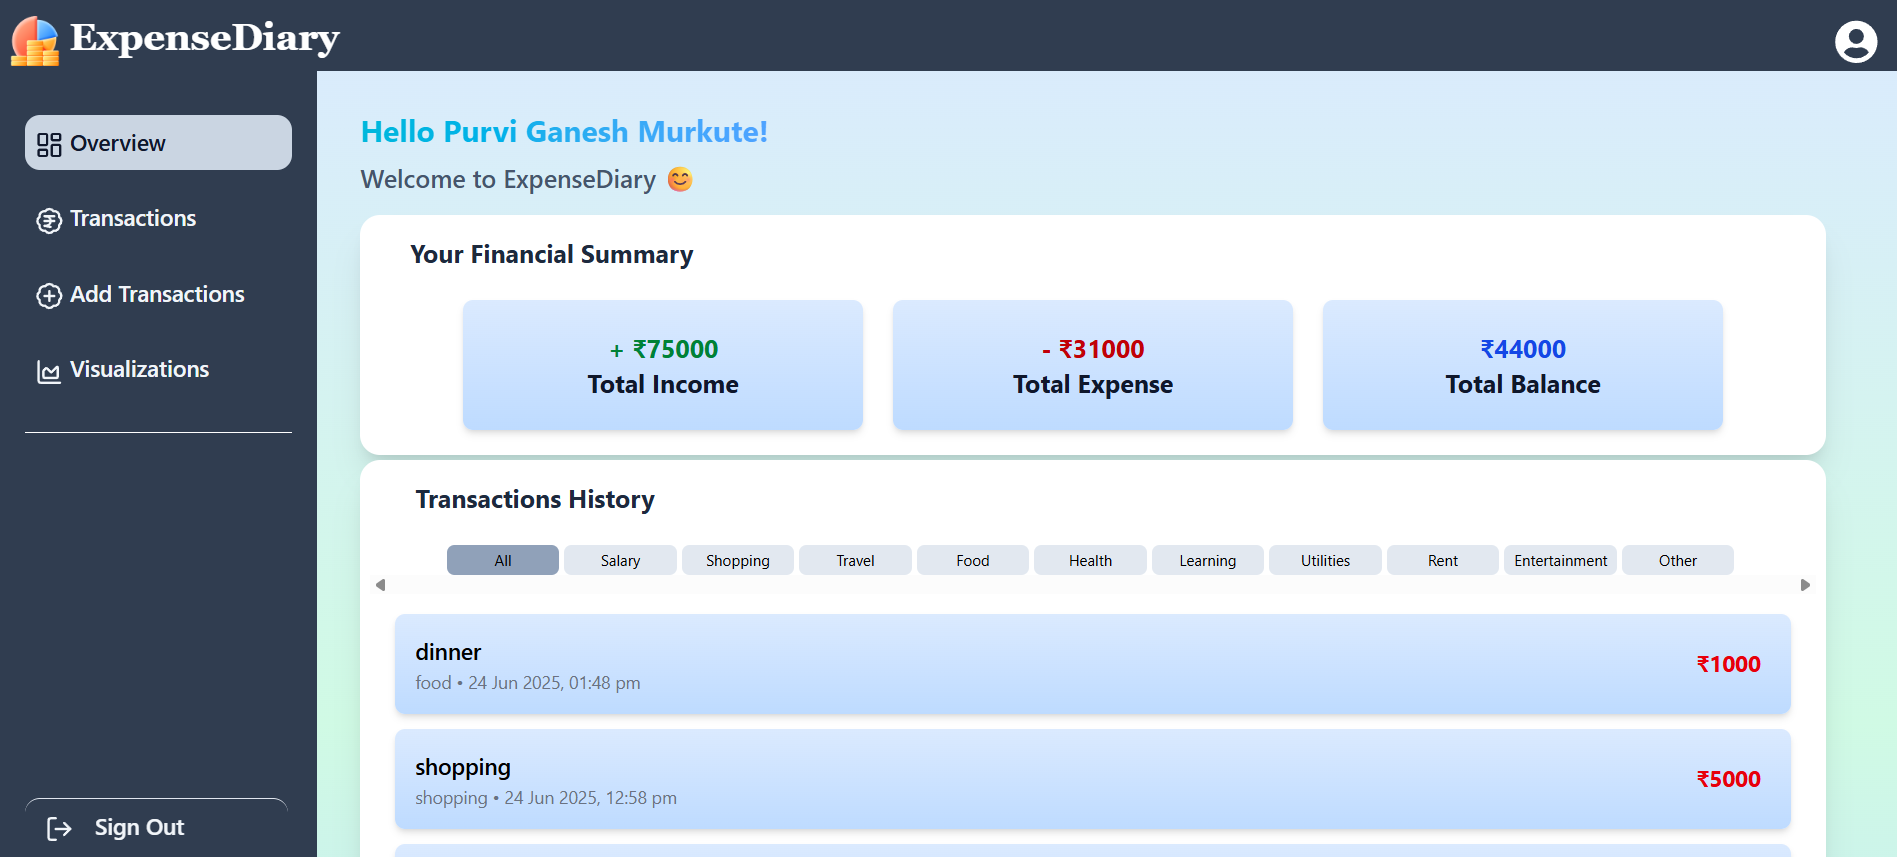 ExpenseDiary
Overview
Transactions
Add Transactions
Visualizations
Sign Out
Hello Purvi Ganesh Murkute!
Welcome to ExpenseDiary 😊
Your Financial Summary
+ ₹75000
Total Income
- ₹31000
Total Expense
₹44000
Total Balance
Transactions History
All Salary Shopping Travel Food Health Learning Utilities Rent Entertainment Other
dinner
food • 24 Jun 2025, 01:48 pm
₹1000
shopping
shopping • 24 Jun 2025, 12:58 pm
₹5000